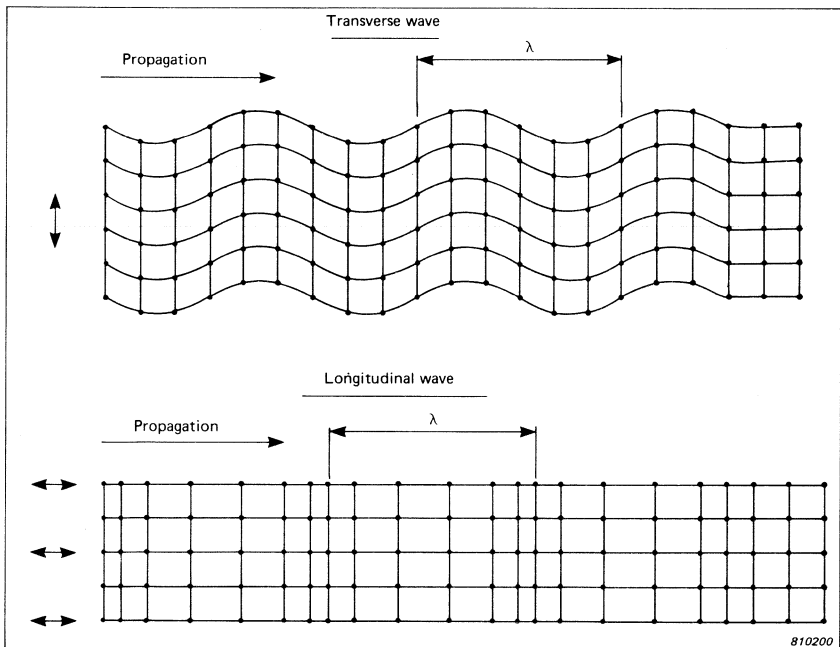 Transverse wave
Propagation
λ
Longitudinal wave
Propagation
λ
810200